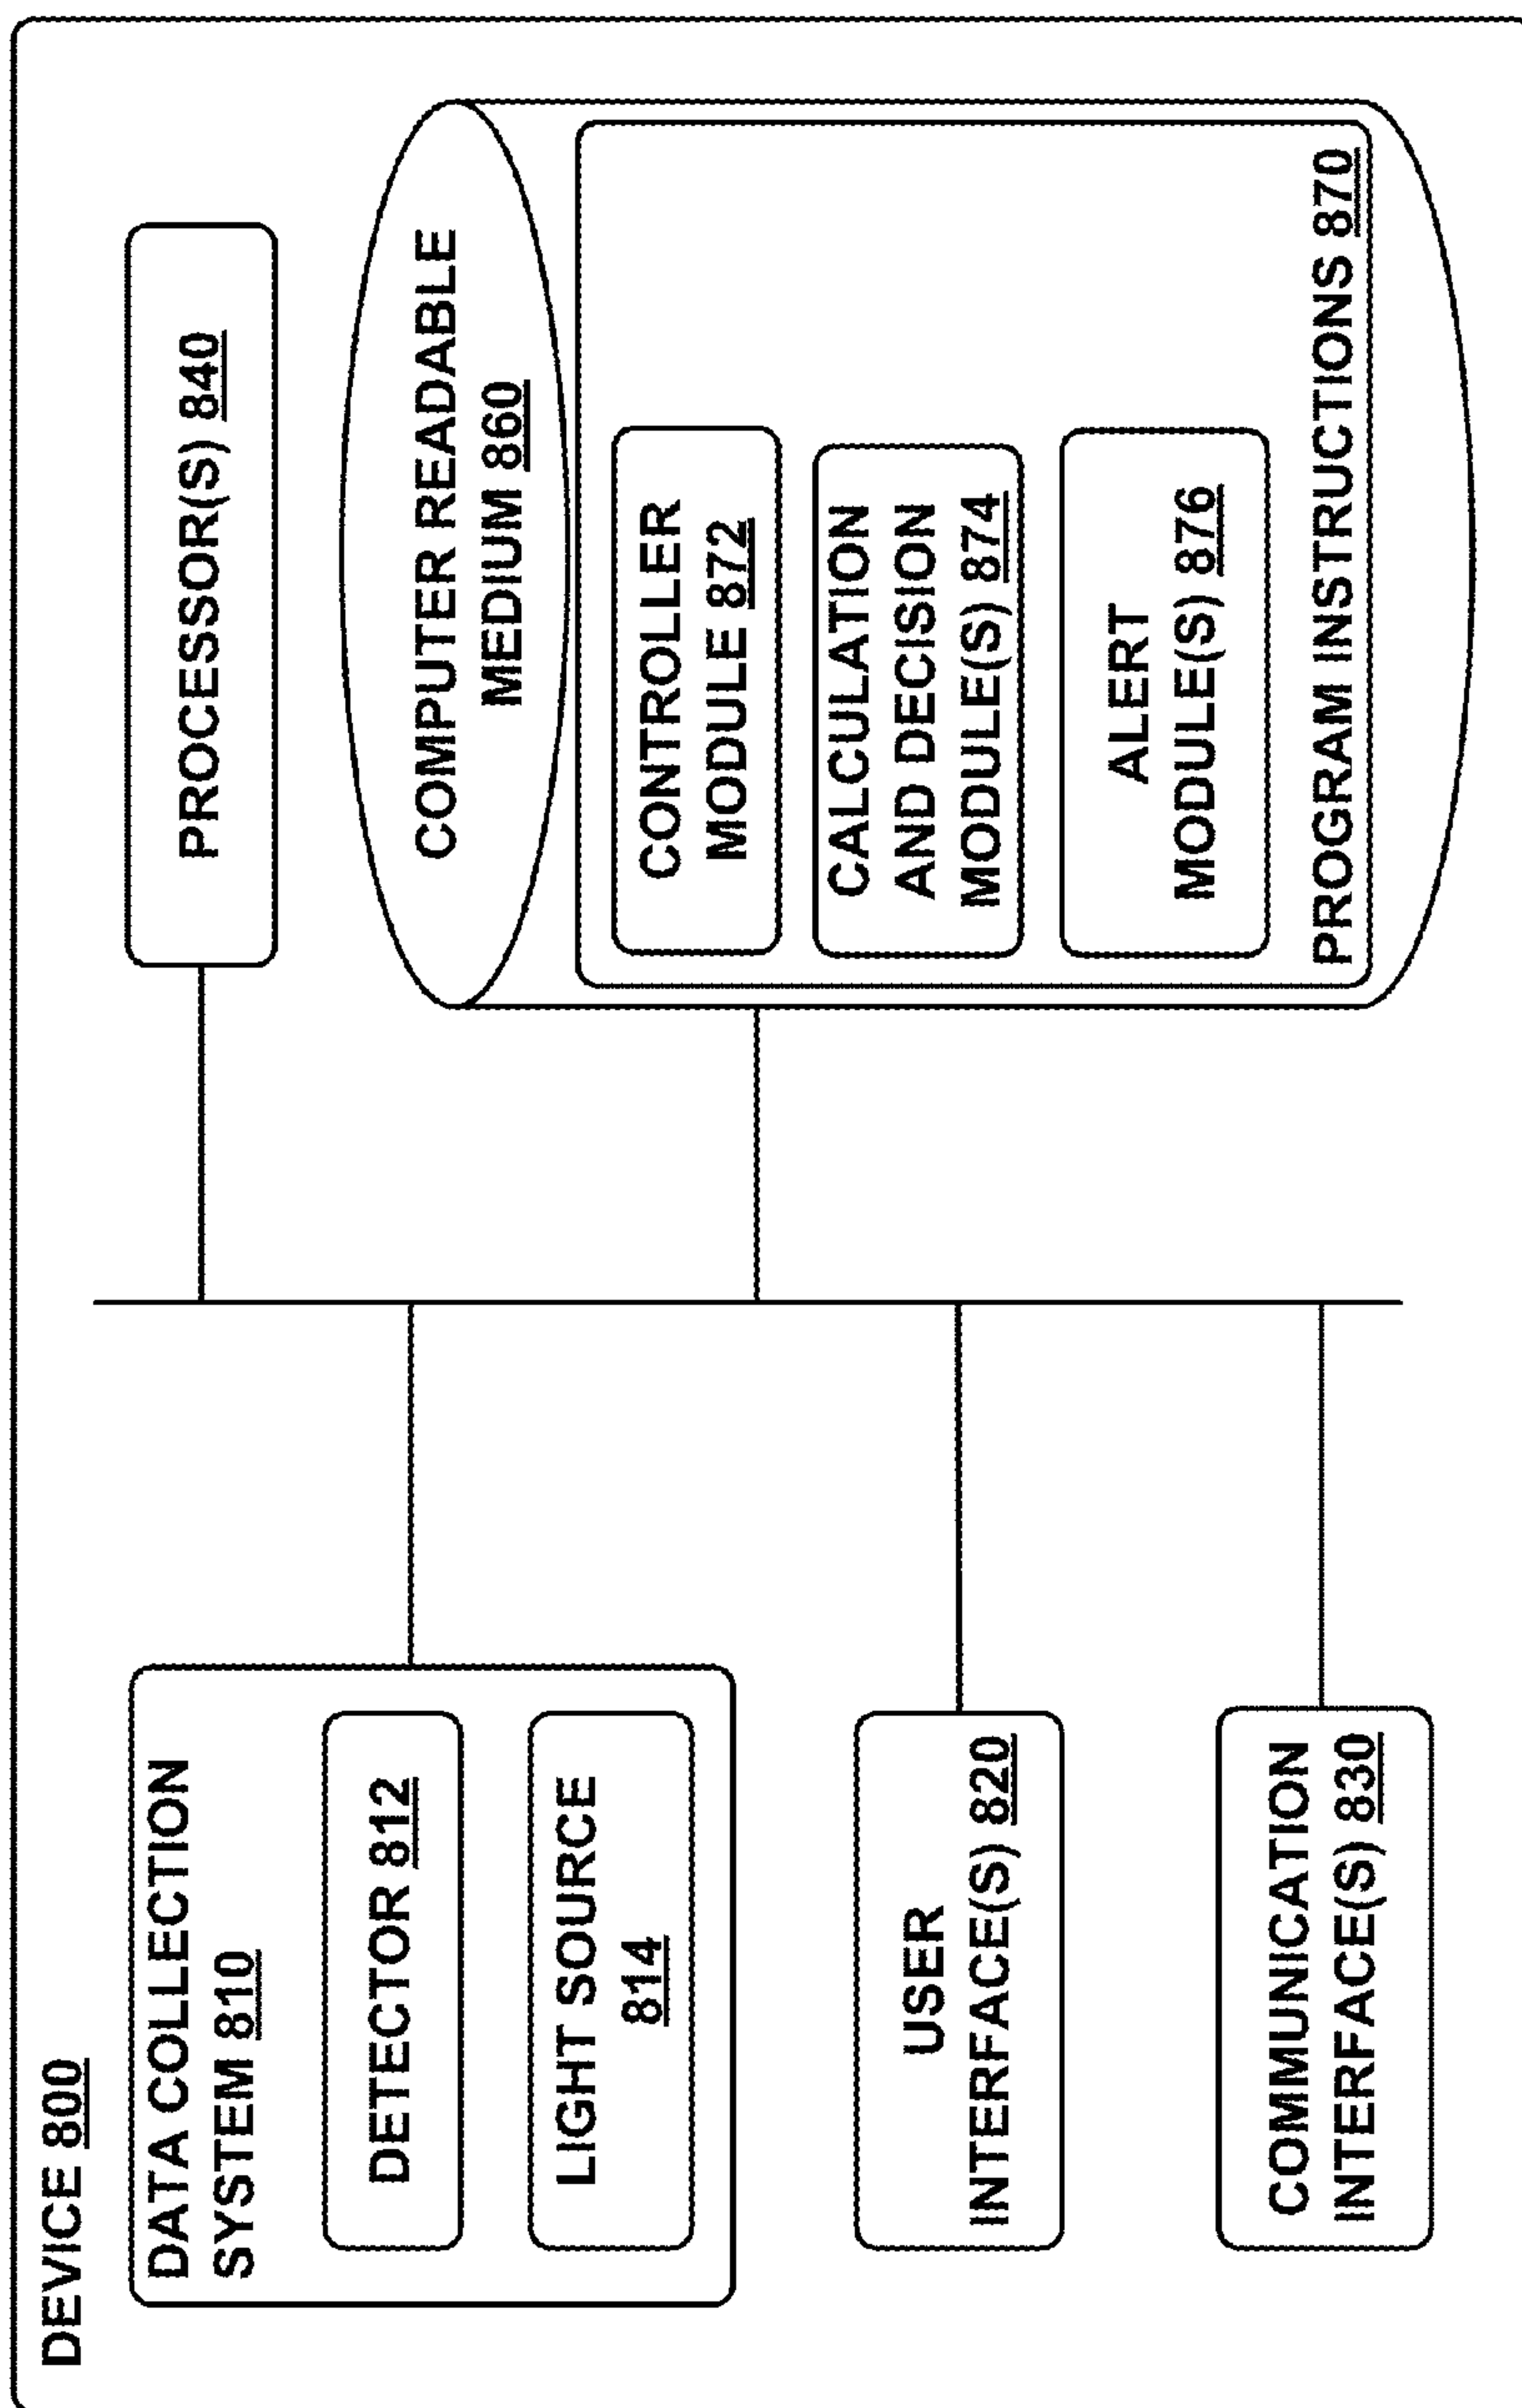 DEVICE 800
DATA COLLECTION
SYSTEM 810
DETECTOR 812
LIGHT SOURCE
814
USER
INTERFACE(S) 820
COMMUNICATION
INTERFACE(S) 830
PROCESSOR(S) 840
COMPUTER READABLE
MEDIUM 860
CONTROLLER
MODULE 872
CALCULATION
AND DECISION
MODULE(S) 874
ALERT
MODULE(S) 876
PROGRAM INSTRUCTIONS 870